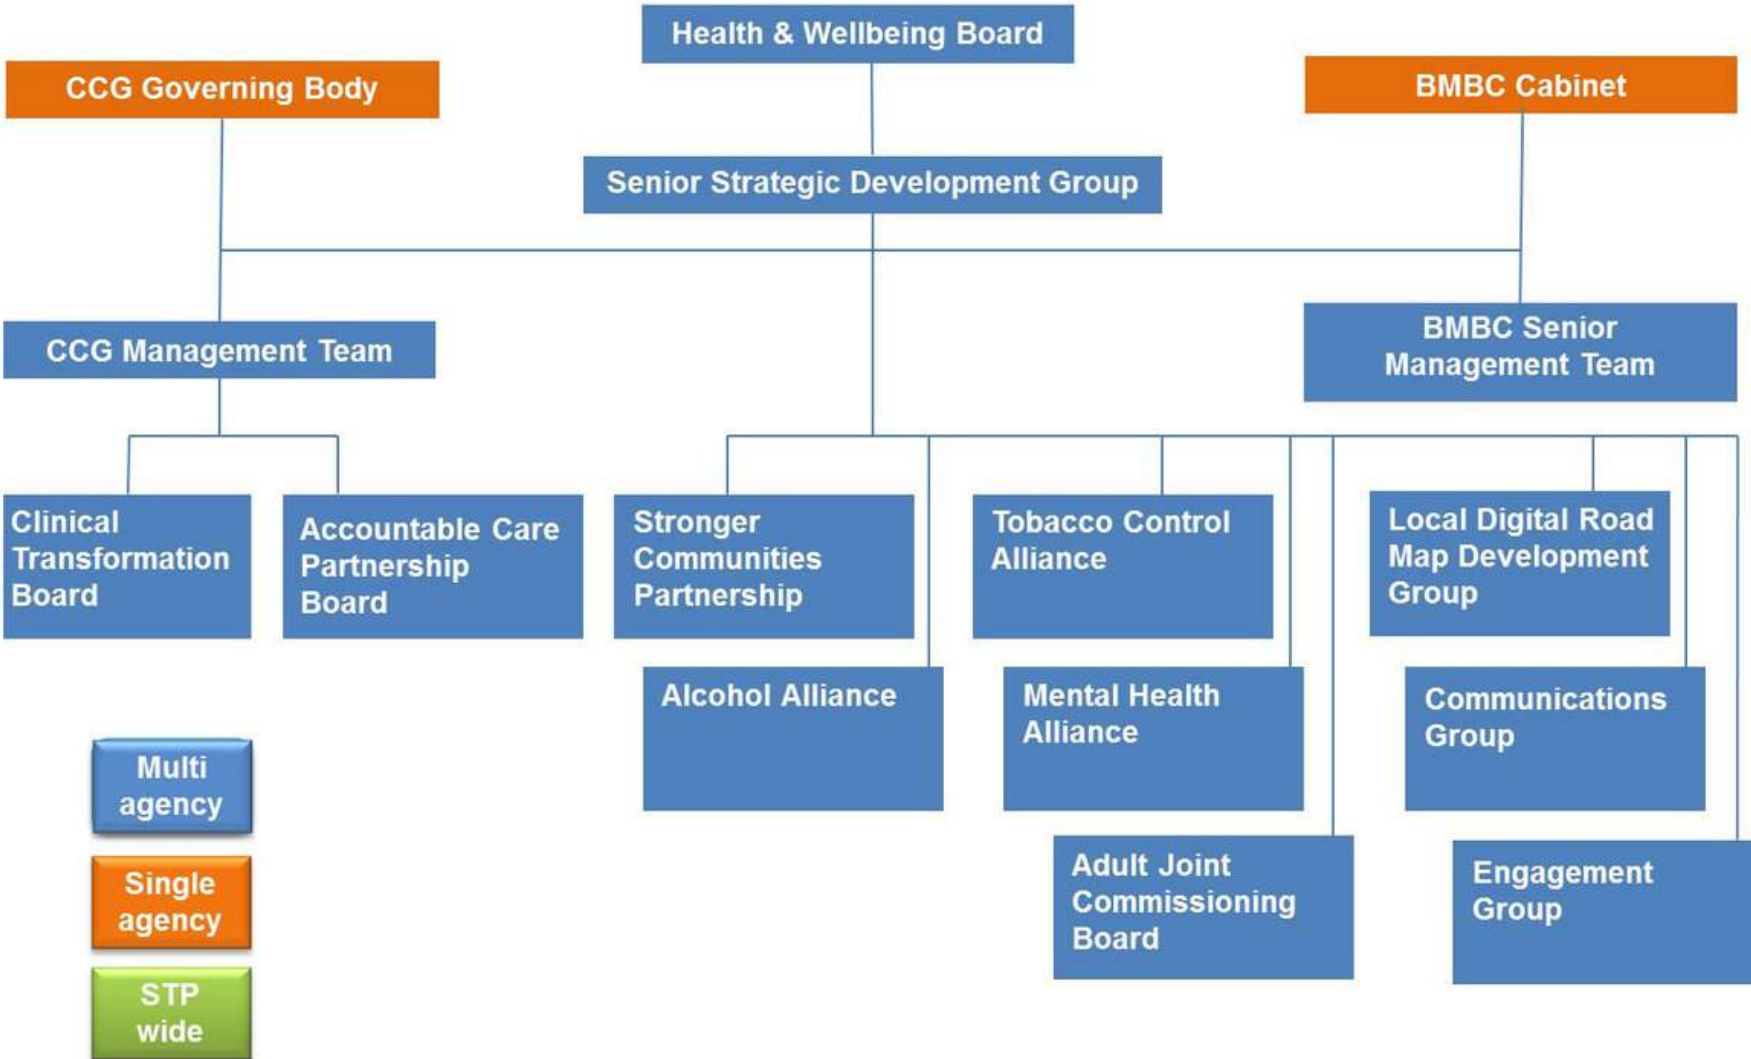 Health & Wellbeing Board
CCG Governing Body
BMBC Cabinet
Senior Strategic Development Group
CCG Management Team
BMBC Senior
Management Team
Clinical
Transformation
Board
Accountable Care
Partnership
Board
Stronger
Communities
Partnership
Tobacco Control
Alliance
Local Digital Road
Map Development
Group
Alcohol Alliance
Mental Health
Alliance
Communications
Group
Adult Joint
Commissioning
Board
Engagement
Group
Multi
agency
Single
agency
STP
wide